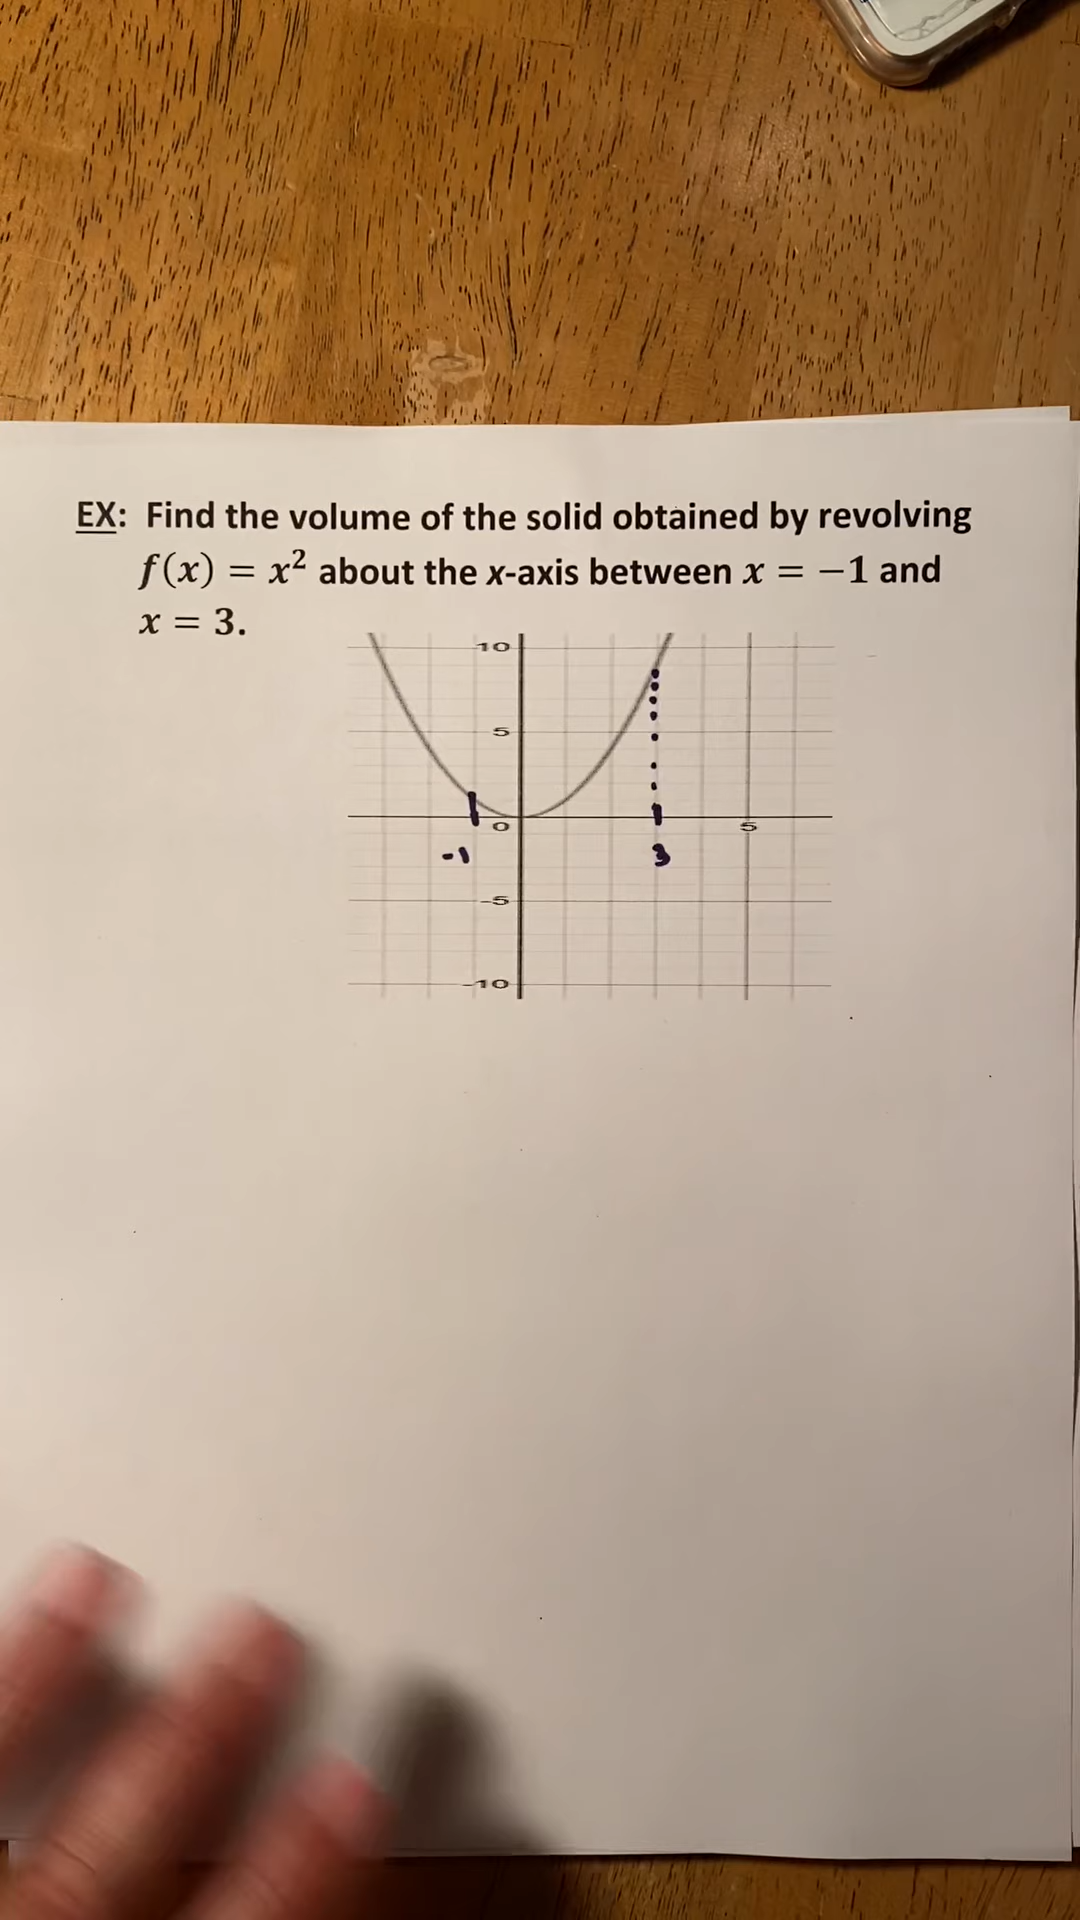 EX: Find the volume of the solid obtained by revolving
f(x) = x² about the x-axis between x = −1 and
x = 3.
10
5
0
5
-1
3
-5
-10